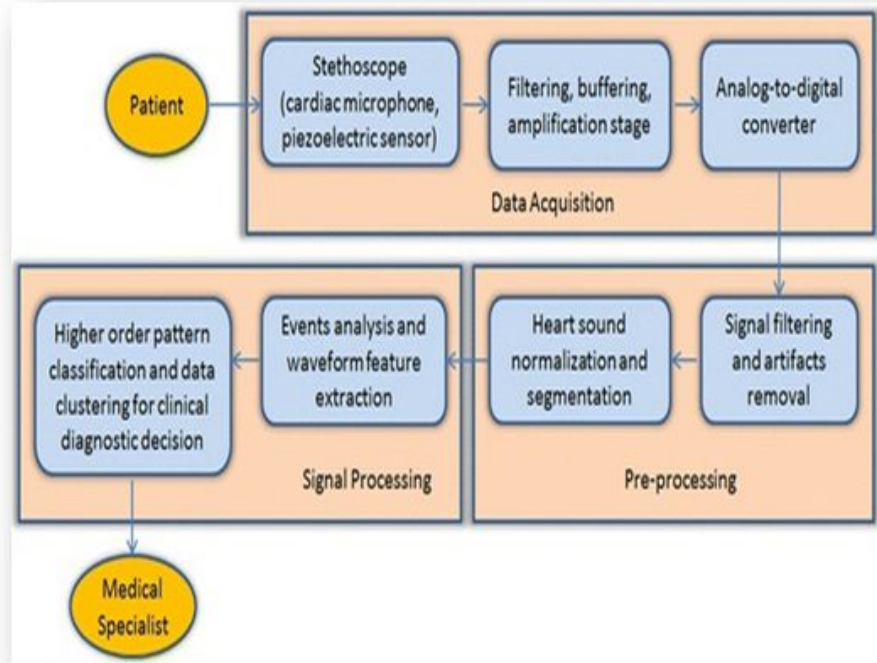 Patient
Stethoscope
(cardiac microphone,
piezoelectric sensor)
Filtering, buffering,
amplification stage
Analog-to-digital
converter
Data Acquisition
Signal filtering
and artifacts
removal
Heart sound
normalization and
segmentation
Pre-processing
Events analysis and
waveform feature
extraction
Higher order pattern
classification and data
clustering for clinical
diagnostic decision
Signal Processing
Medical
Specialist